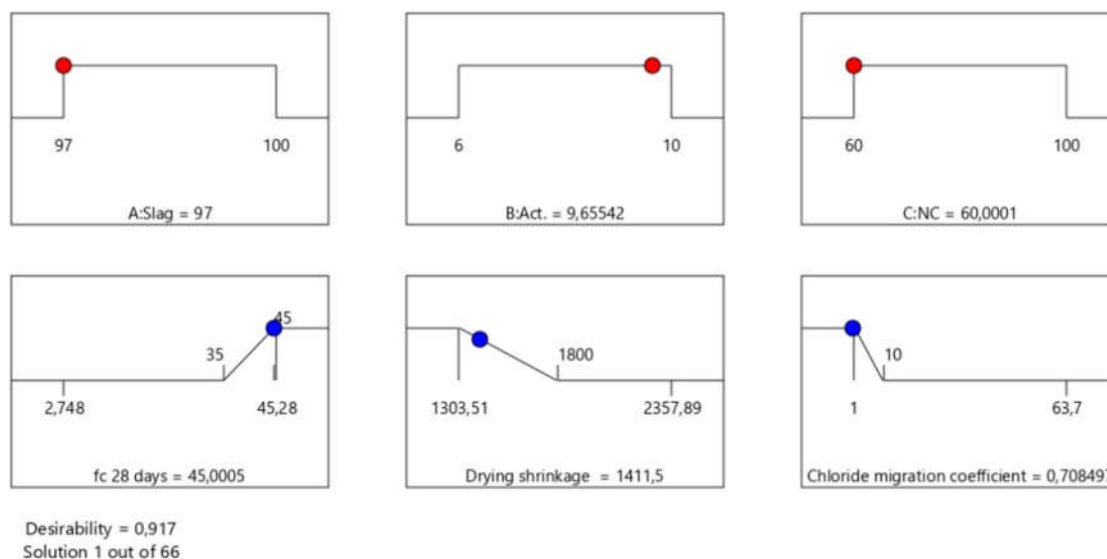 97
100
A:Slag = 97
6
10
B:Act. = 9,65542
60
100
C:NC = 60,0001
35
45
2,748
45,28
fc 28 days = 45,0005
1800
1303,51
2357,89
Drying shrinkage = 1411,5
10
1
63,7
Chloride migration coefficient = 0,708497
Desirability = 0,917
Solution 1 out of 66